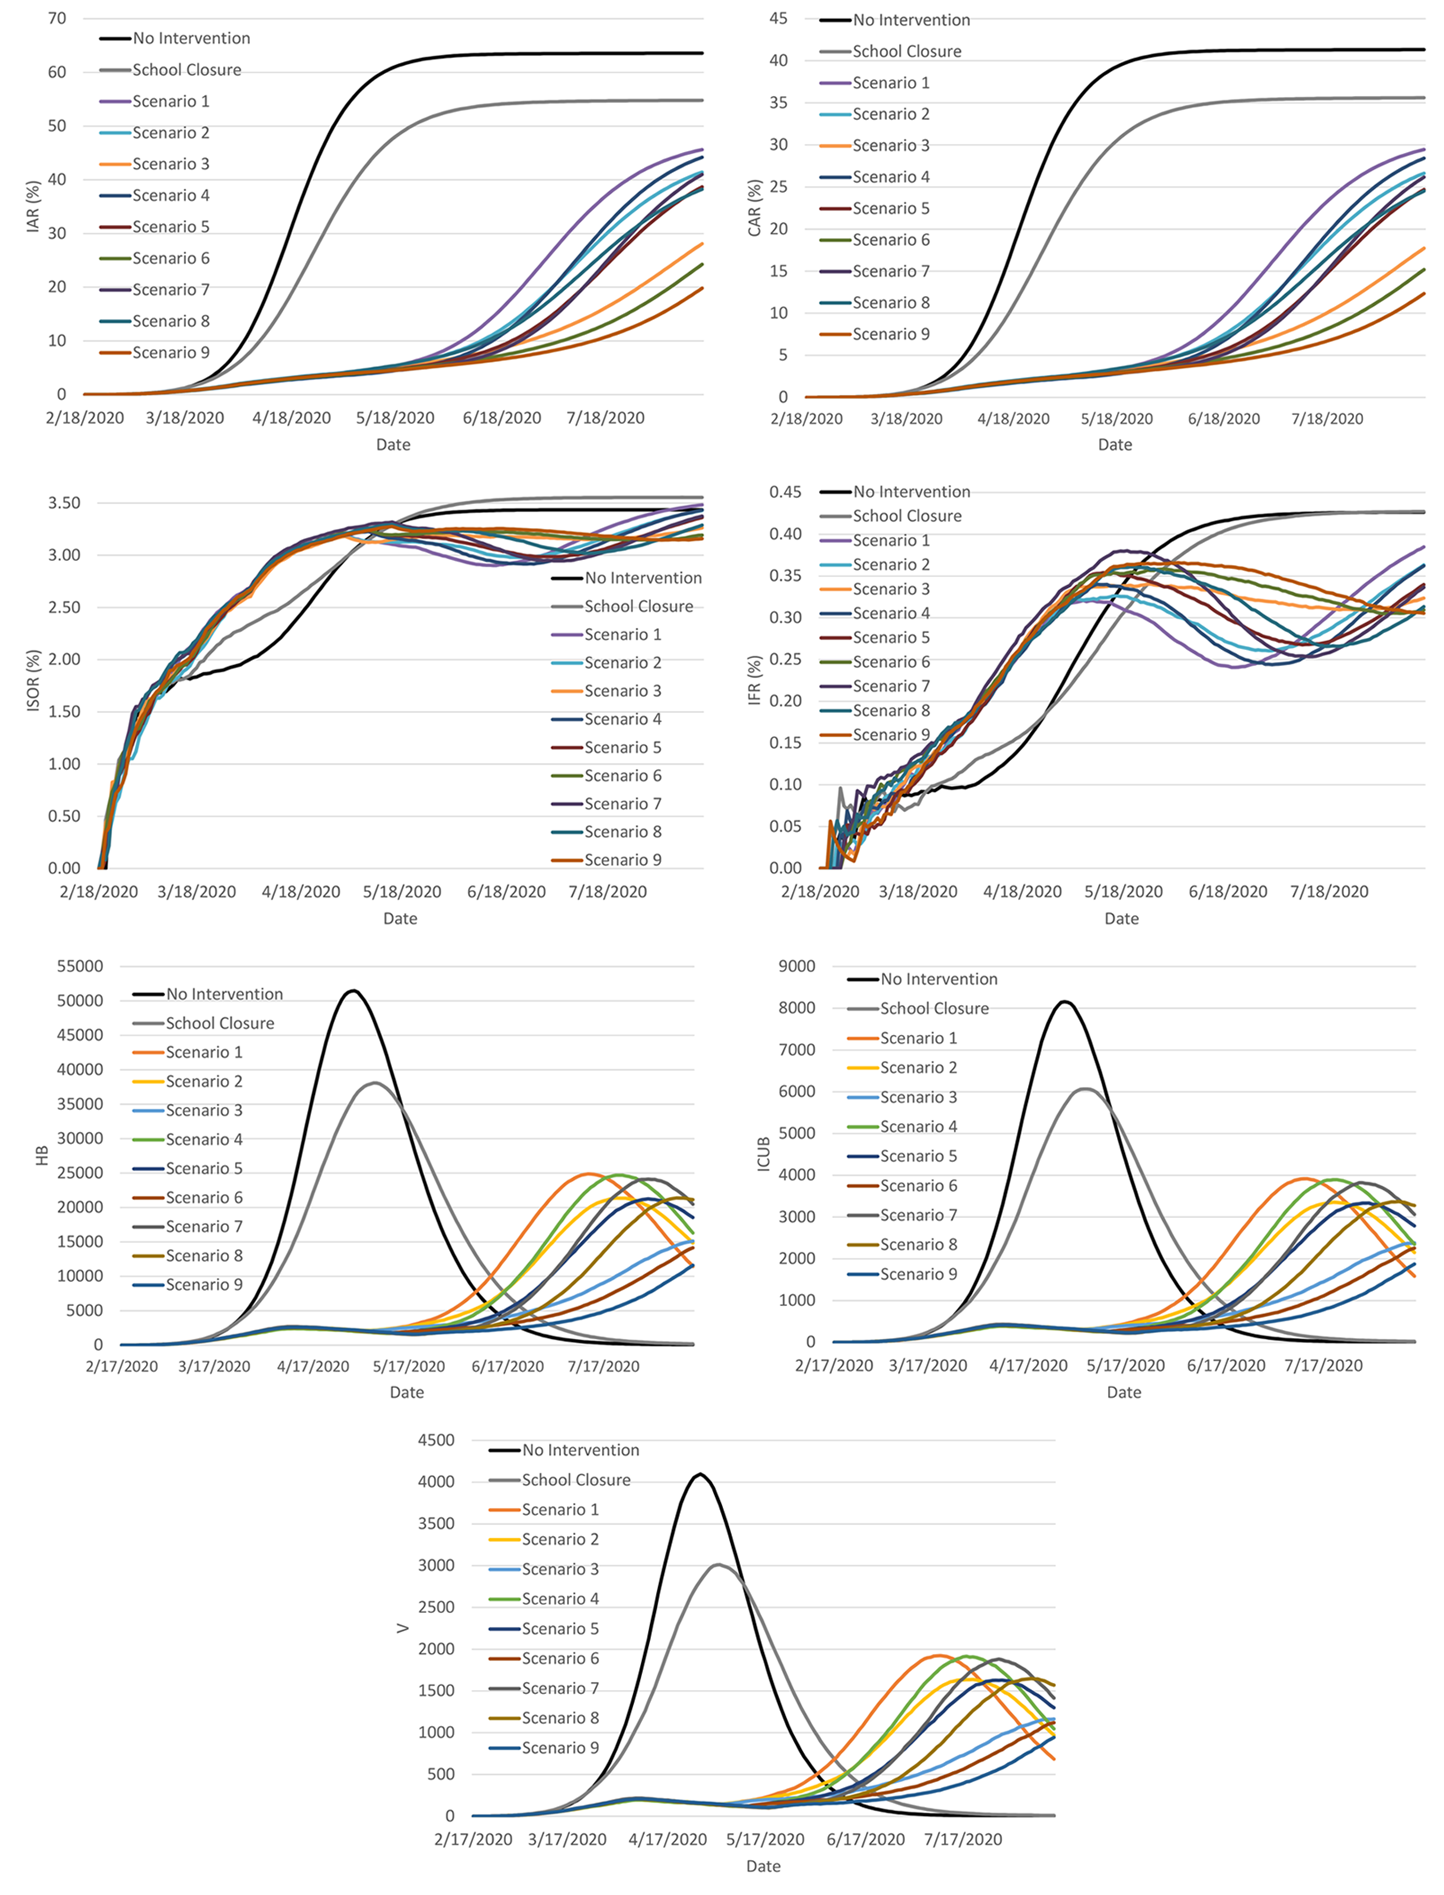 70
60
50
40
30
20
10
0
IAR (%)
No Intervention
School Closure
Scenario 1
Scenario 2
Scenario 3
Scenario 4
Scenario 5
Scenario 6
Scenario 7
Scenario 8
Scenario 9
2/18/2020 3/18/2020 4/18/2020 5/18/2020 6/18/2020 7/18/2020
Date
45
40
35
30
25
20
15
10
5
0
CAR (%)
No Intervention
School Closure
Scenario 1
Scenario 2
Scenario 3
Scenario 4
Scenario 5
Scenario 6
Scenario 7
Scenario 8
Scenario 9
2/18/2020 3/18/2020 4/18/2020 5/18/2020 6/18/2020 7/18/2020
Date
3.50
3.00
2.50
2.00
1.50
1.00
0.50
0.00
ISOR (%)
No Intervention
School Closure
Scenario 1
Scenario 2
Scenario 3
Scenario 4
Scenario 5
Scenario 6
Scenario 7
Scenario 8
Scenario 9
2/18/2020 3/18/2020 4/18/2020 5/18/2020 6/18/2020 7/18/2020
Date
0.45
0.40
0.35
0.30
0.25
0.20
0.15
0.10
0.05
0.00
IFR (%)
No Intervention
School Closure
Scenario 1
Scenario 2
Scenario 3
Scenario 4
Scenario 5
Scenario 6
Scenario 7
Scenario 8
Scenario 9
2/18/2020 3/18/2020 4/18/2020 5/18/2020 6/18/2020 7/18/2020
Date
55000
50000
45000
40000
35000
30000
25000
20000
15000
10000
5000
0
HB
No Intervention
School Closure
Scenario 1
Scenario 2
Scenario 3
Scenario 4
Scenario 5
Scenario 6
Scenario 7
Scenario 8
Scenario 9
2/17/2020 3/17/2020 4/17/2020 5/17/2020 6/17/2020 7/17/2020
Date
9000
8000
7000
6000
5000
4000
3000
2000
1000
0
ICUB
No Intervention
School Closure
Scenario 1
Scenario 2
Scenario 3
Scenario 4
Scenario 5
Scenario 6
Scenario 7
Scenario 8
Scenario 9
2/17/2020 3/17/2020 4/17/2020 5/17/2020 6/17/2020 7/17/2020
Date
4500
4000
3500
3000
2500
2000
1500
1000
500
0
V
No Intervention
School Closure
Scenario 1
Scenario 2
Scenario 3
Scenario 4
Scenario 5
Scenario 6
Scenario 7
Scenario 8
Scenario 9
2/17/2020 3/17/2020 4/17/2020 5/17/2020 6/17/2020 7/17/2020
Date